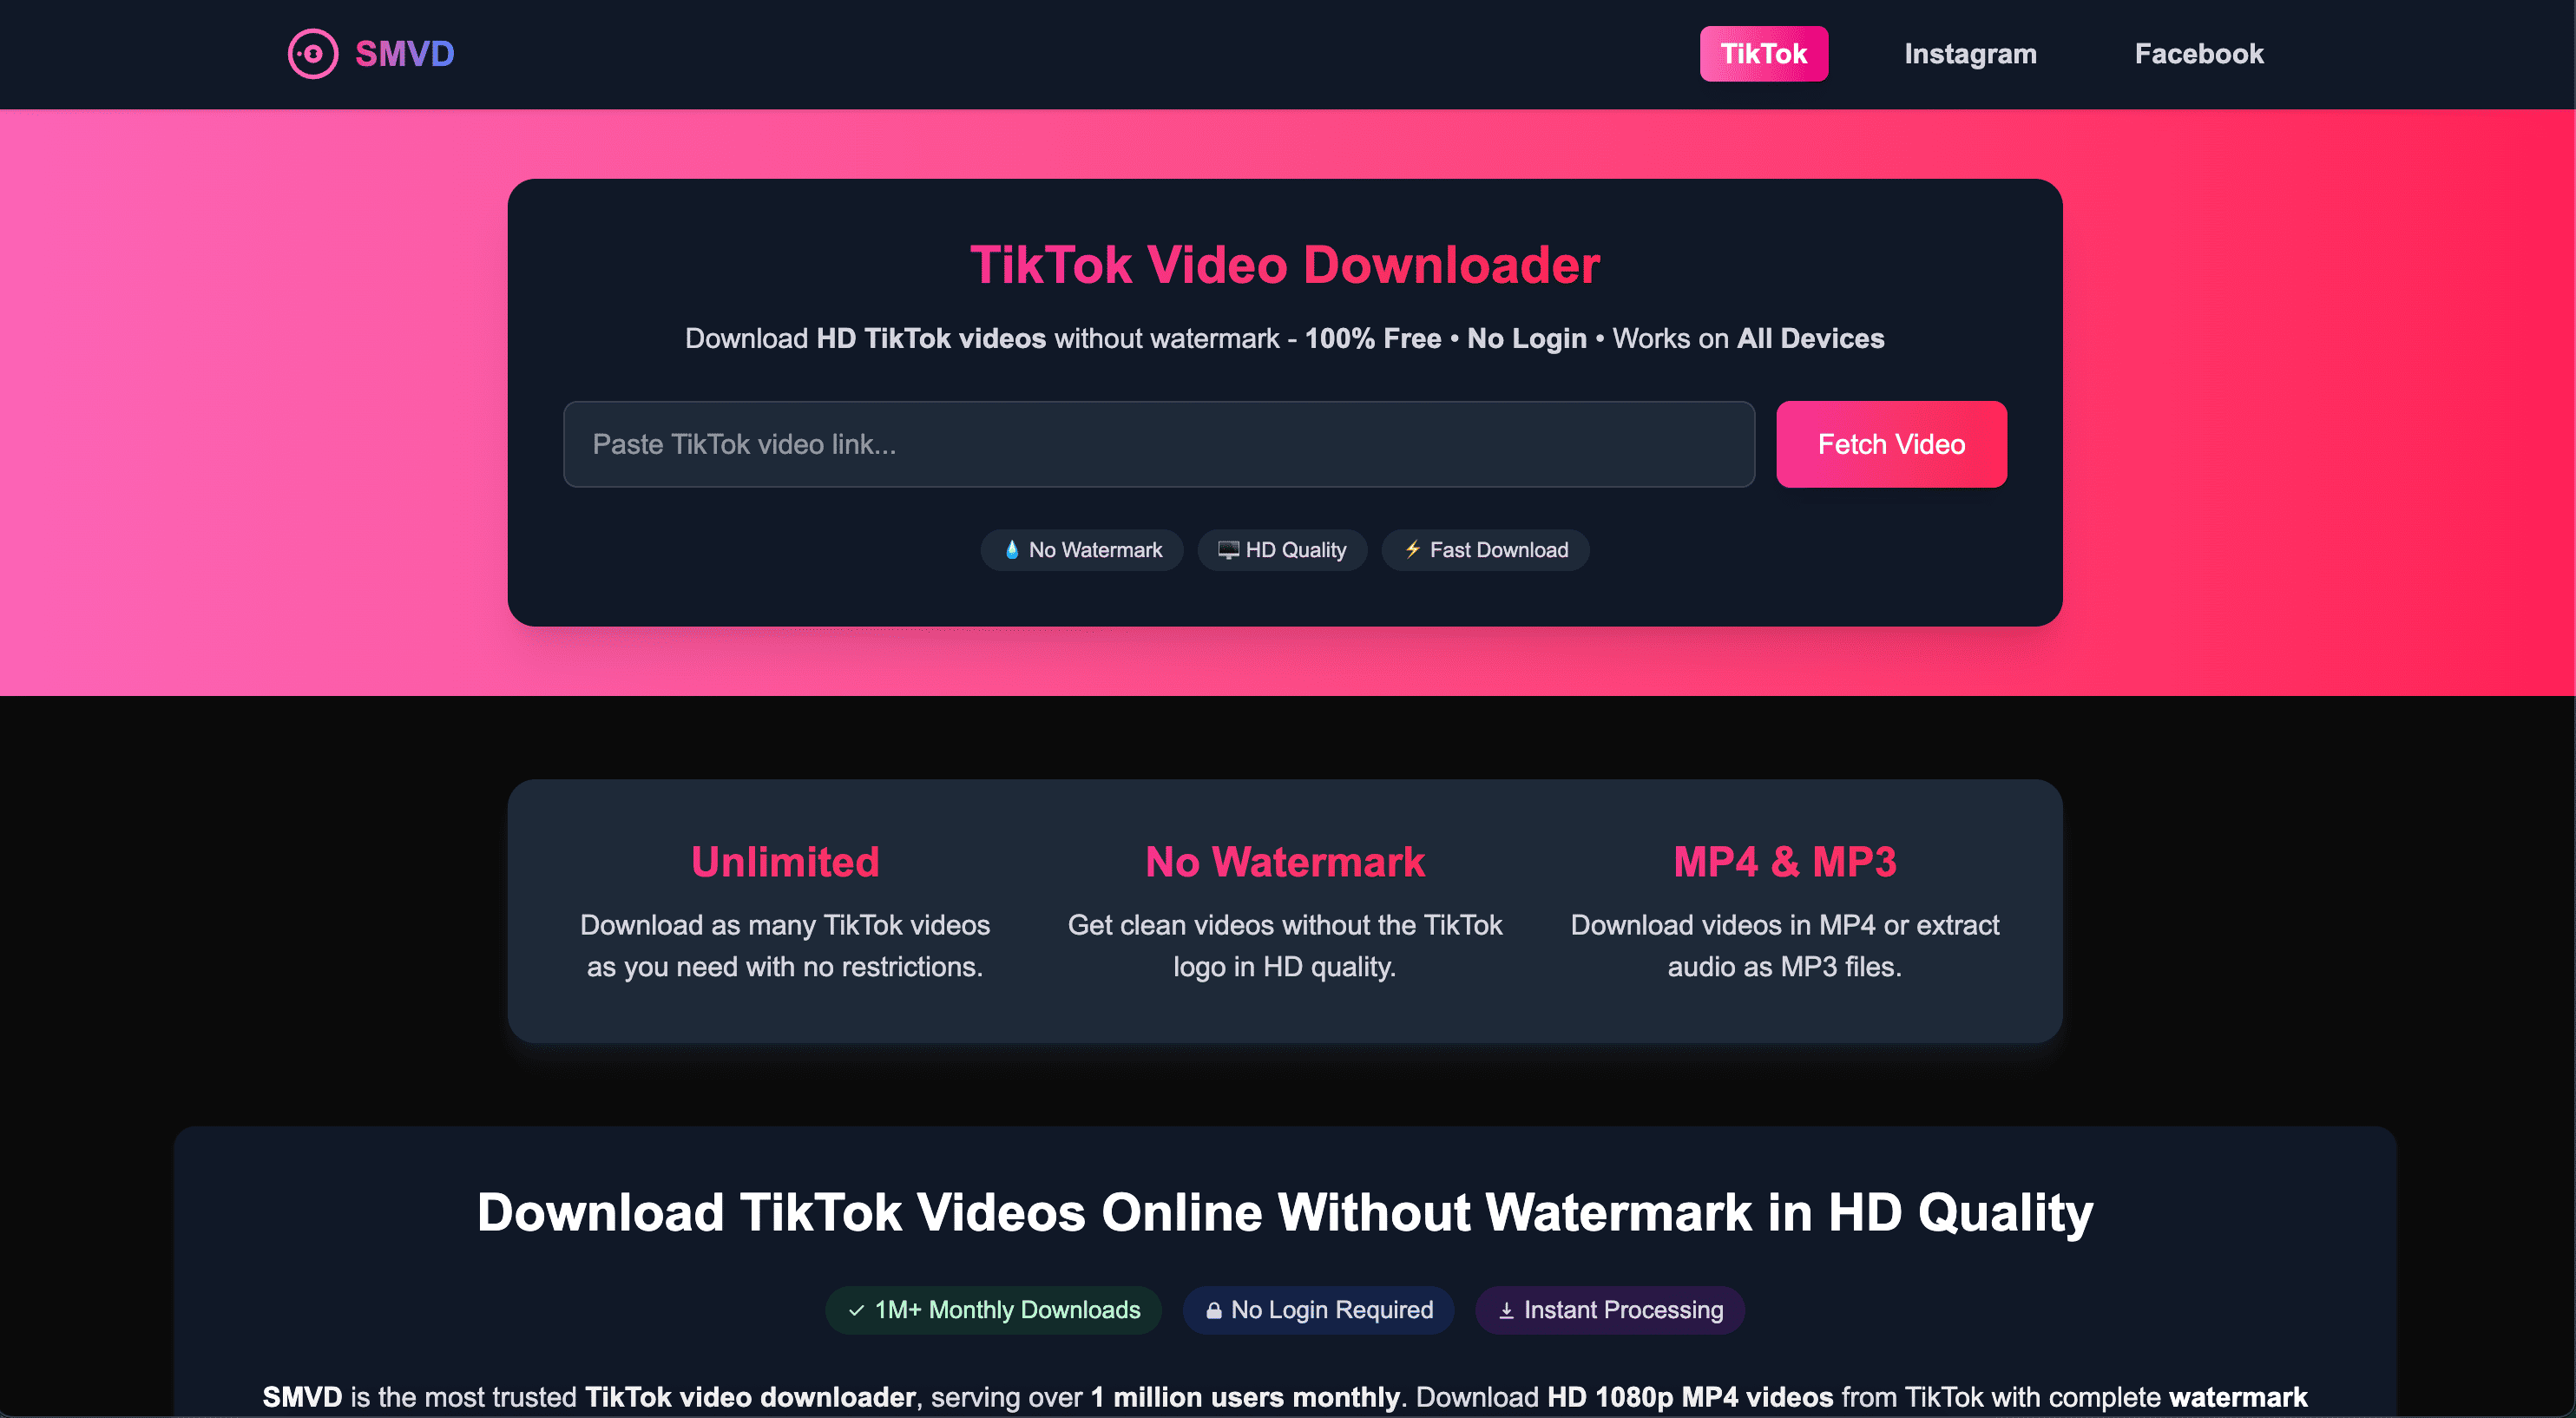 SMVD
TikTok
Instagram
Facebook
TikTok Video Downloader
Download HD TikTok videos without watermark - 100% Free • No Login • Works on All Devices
Paste TikTok video link...
Fetch Video
💧 No Watermark
🖥️ HD Quality
⚡ Fast Download
Unlimited
Download as many TikTok videos
as you need with no restrictions.
No Watermark
Get clean videos without the TikTok
logo in HD quality.
MP4 & MP3
Download videos in MP4 or extract
audio as MP3 files.
Download TikTok Videos Online Without Watermark in HD Quality
✓ 1M+ Monthly Downloads
No Login Required
Instant Processing
SMVD is the most trusted TikTok video downloader, serving over 1 million users monthly. Download HD 1080p MP4 videos from TikTok with complete watermark